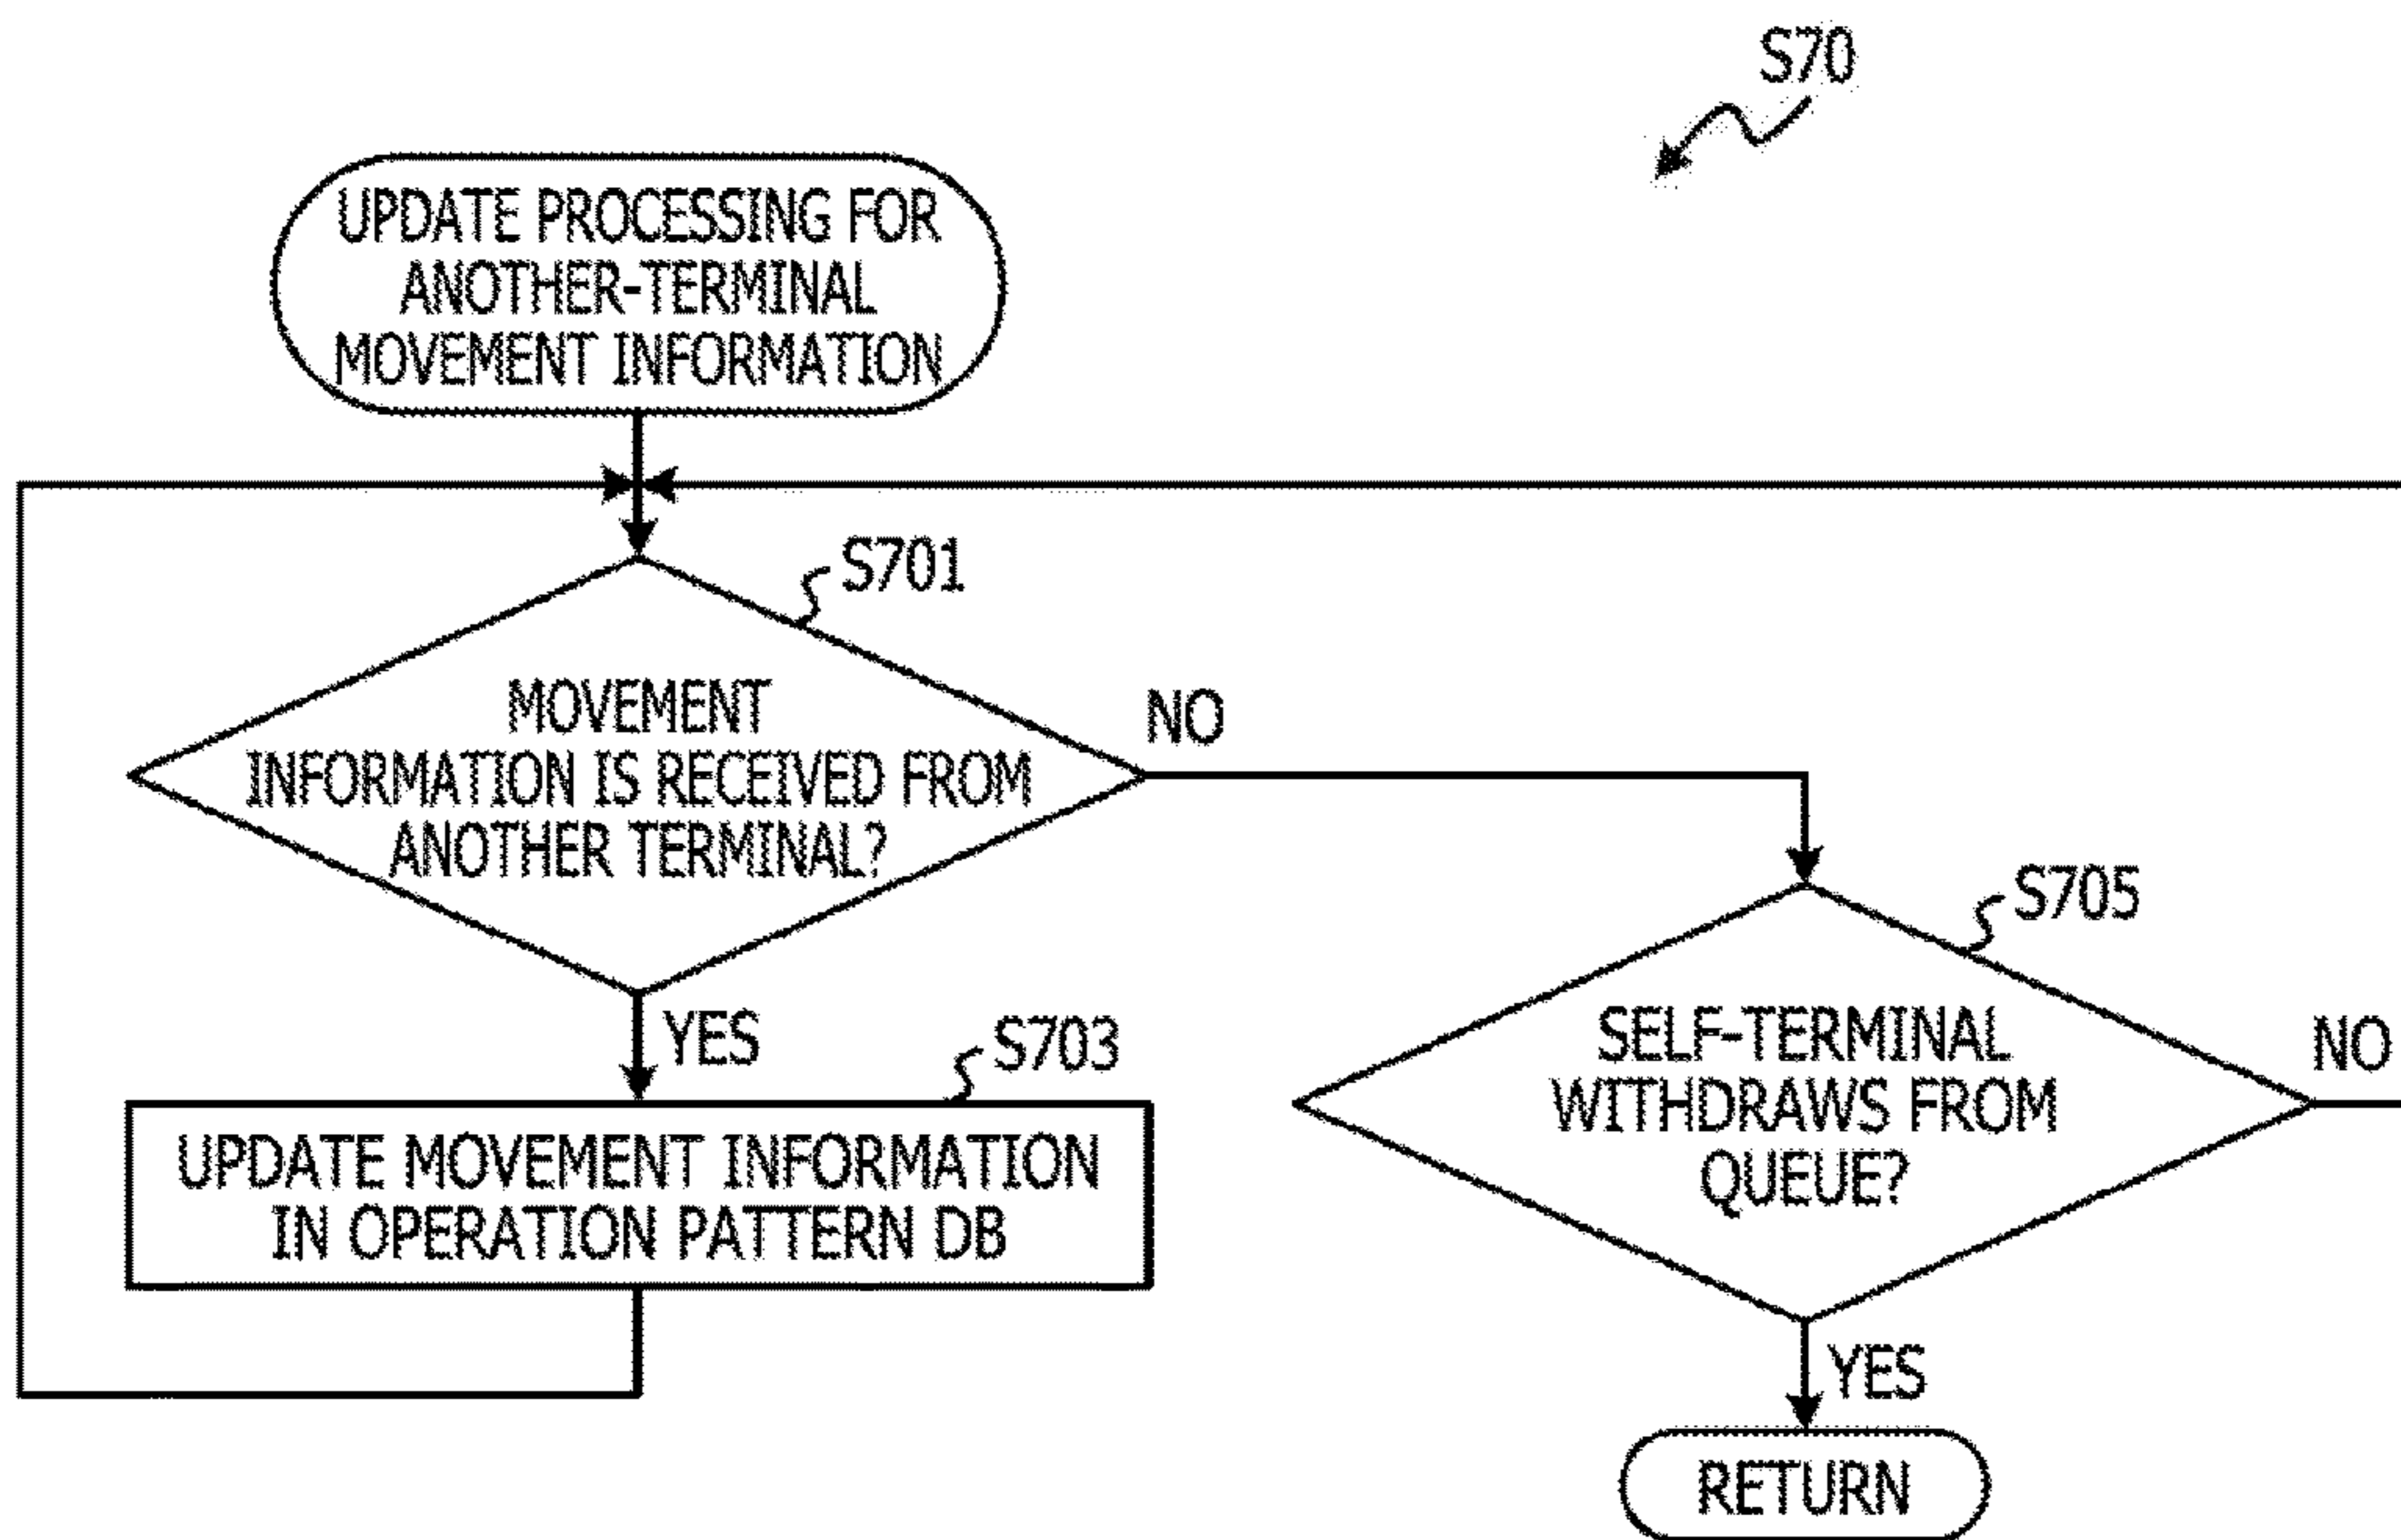 S70
UPDATE PROCESSING FOR
ANOTHER-TERMINAL
MOVEMENT INFORMATION
S701
MOVEMENT
INFORMATION IS RECEIVED FROM
ANOTHER TERMINAL?
NO
YES
S703
UPDATE MOVEMENT INFORMATION
IN OPERATION PATTERN DB
S705
SELF-TERMINAL
WITHDRAWS FROM
QUEUE?
NO
YES
RETURN